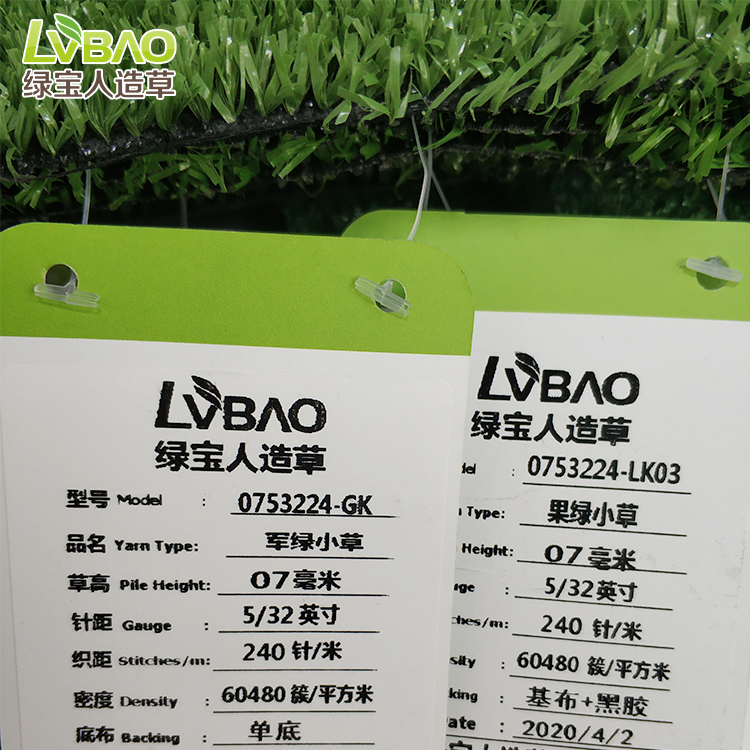 LVBAO
绿宝人造草
LVBAO
绿宝人造草
型号 Model : 0753224-GK
品名 Yarn Type: 军绿小草
草高 Pile Height: 07毫米
针距 Gauge : 5/32英寸
织距 Stitches/m: 240 针/米
密度 Density : 60480 簇/平方米
底布 Backing : 单底
LVBAO
绿宝人造草
del : 0753224-LK03
Type: 果绿小草
Height: 07毫米
ge : 5/32英寸
ches/m: 240 针/米
sity : 60480 簇/平方米
king : 基布+黑胶
ate : 2020/4/2
宝人造草